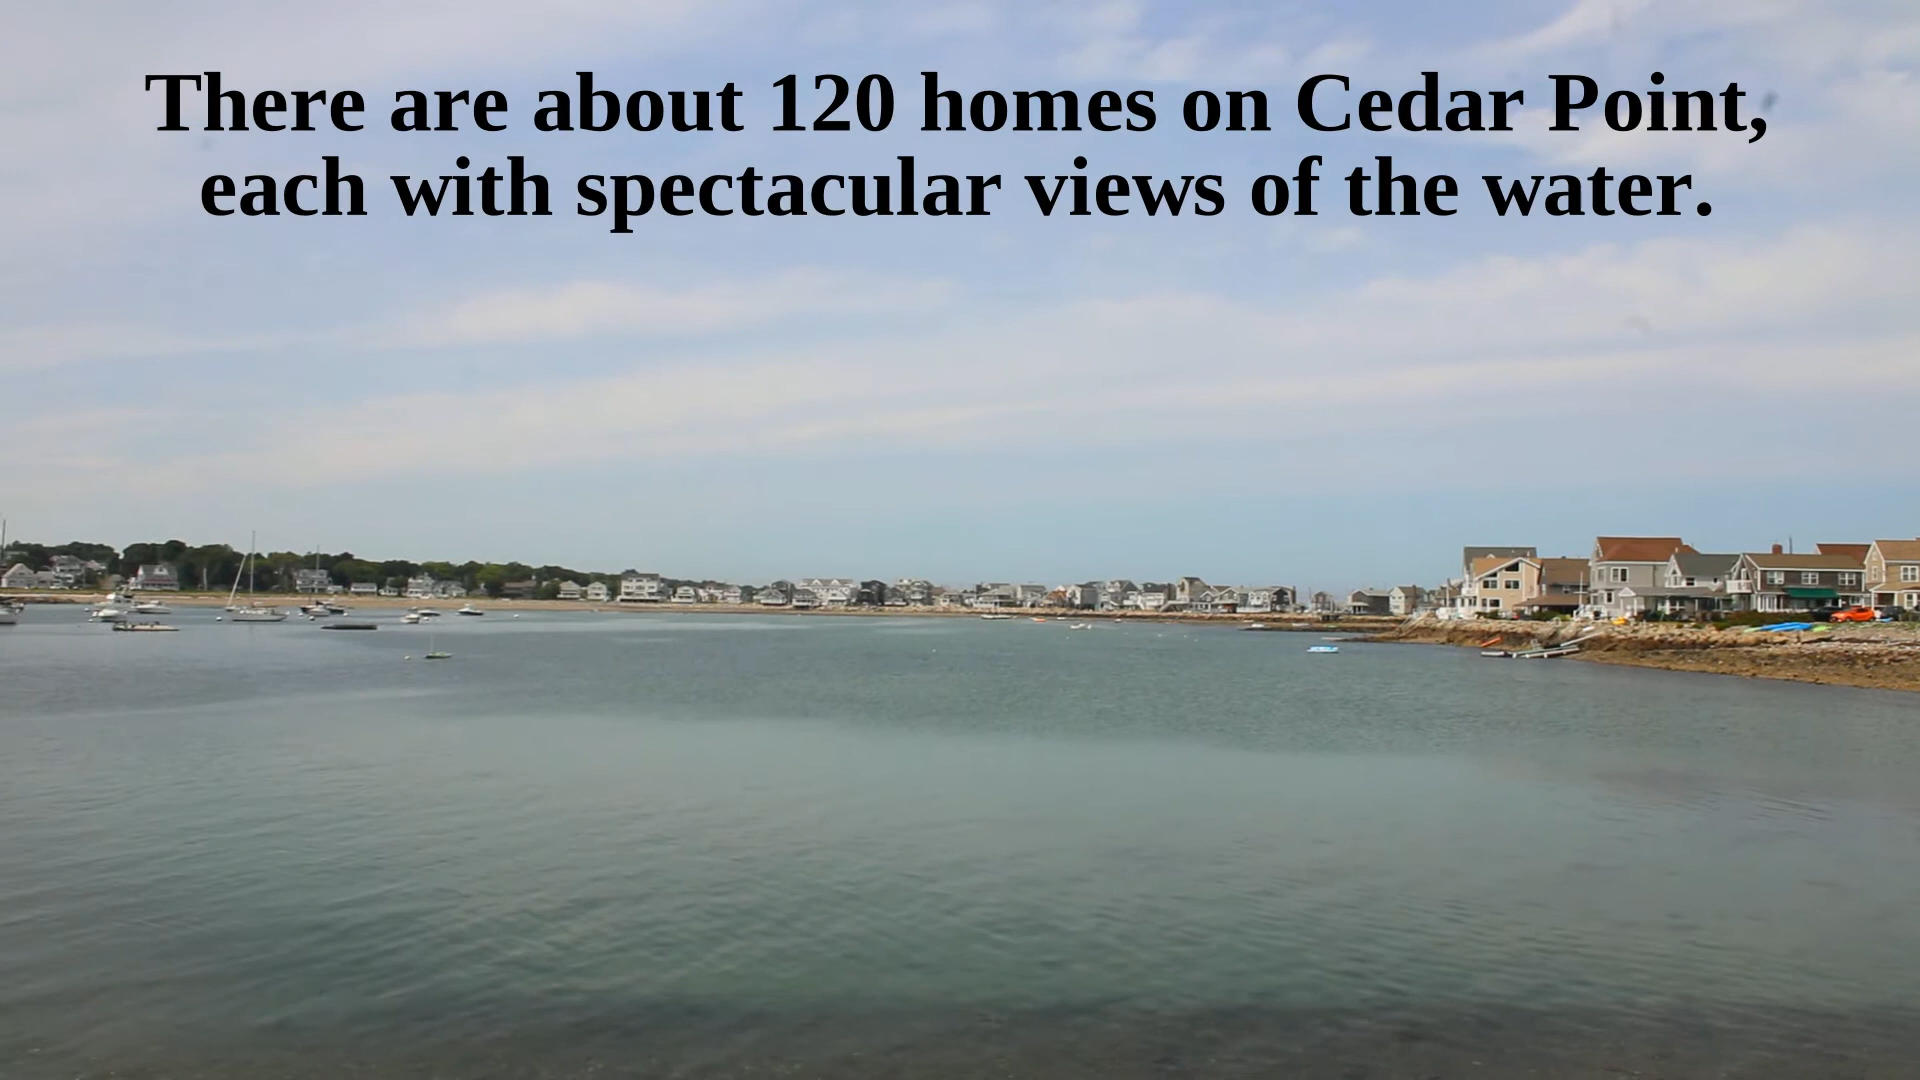 There are about 120 homes on Cedar Point,
each with spectacular views of the water.